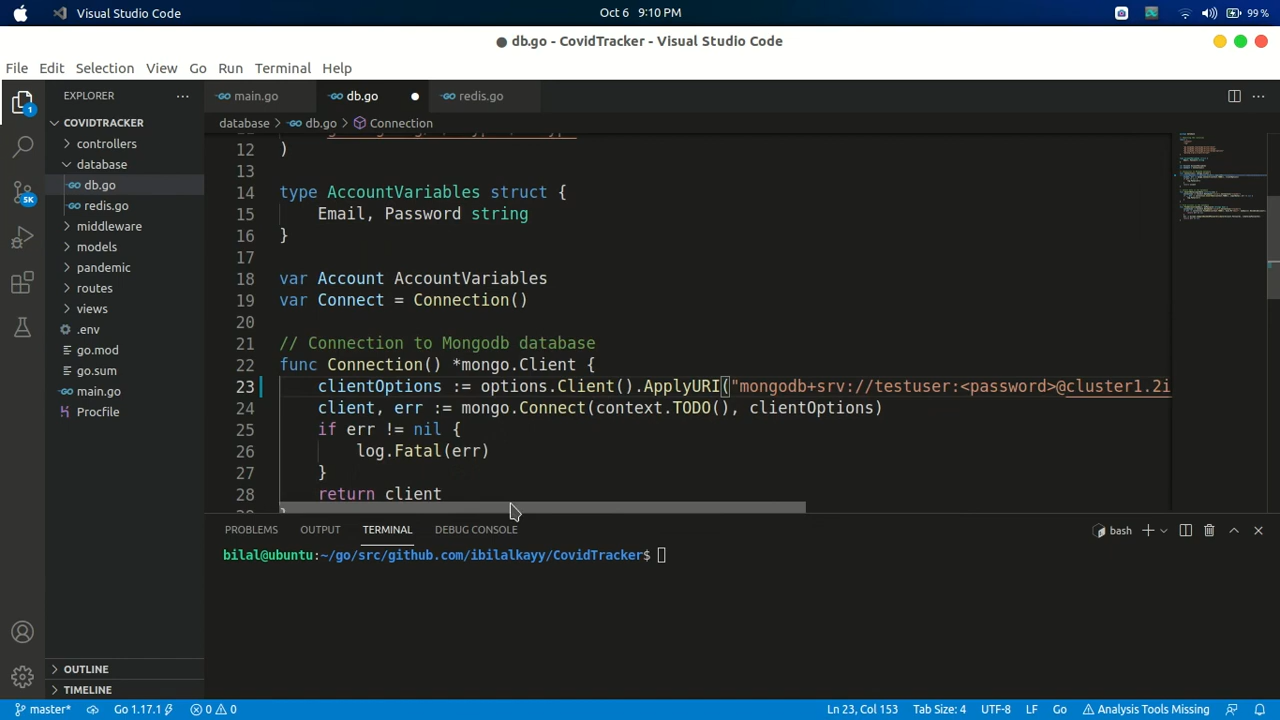 Visual Studio Code
Oct 6 9:10 PM
99 %
● db.go - CovidTracker - Visual Studio Code
File Edit Selection View Go Run Terminal Help
EXPLORER
main.go
db.go
redis.go
COVIDTRACKER
controllers
database
db.go
redis.go
middleware
models
pandemic
routes
views
.env
go.mod
go.sum
main.go
Procfile
OUTLINE
TIMELINE
1
5K
database > db.go > Connection
12 )
13
14 type AccountVariables struct {
15 Email, Password string
16 }
17
18 var Account AccountVariables
19 var Connect = Connection()
20
21 // Connection to Mongodb database
22 func Connection() *mongo.Client {
23 clientOptions := options.Client().ApplyURI("mongodb+srv://testuser:<password>@cluster1.2i
24 client, err := mongo.Connect(context.TODO(), clientOptions)
25 if err != nil {
26 log.Fatal(err)
27 }
28 return client
PROBLEMS OUTPUT TERMINAL DEBUG CONSOLE
bash
bilal@ubuntu:~/go/src/github.com/ibilalkayy/CovidTracker$
master* Go 1.17.1 0 0 Ln 23, Col 153 Tab Size: 4 UTF-8 LF Go Analysis Tools Missing